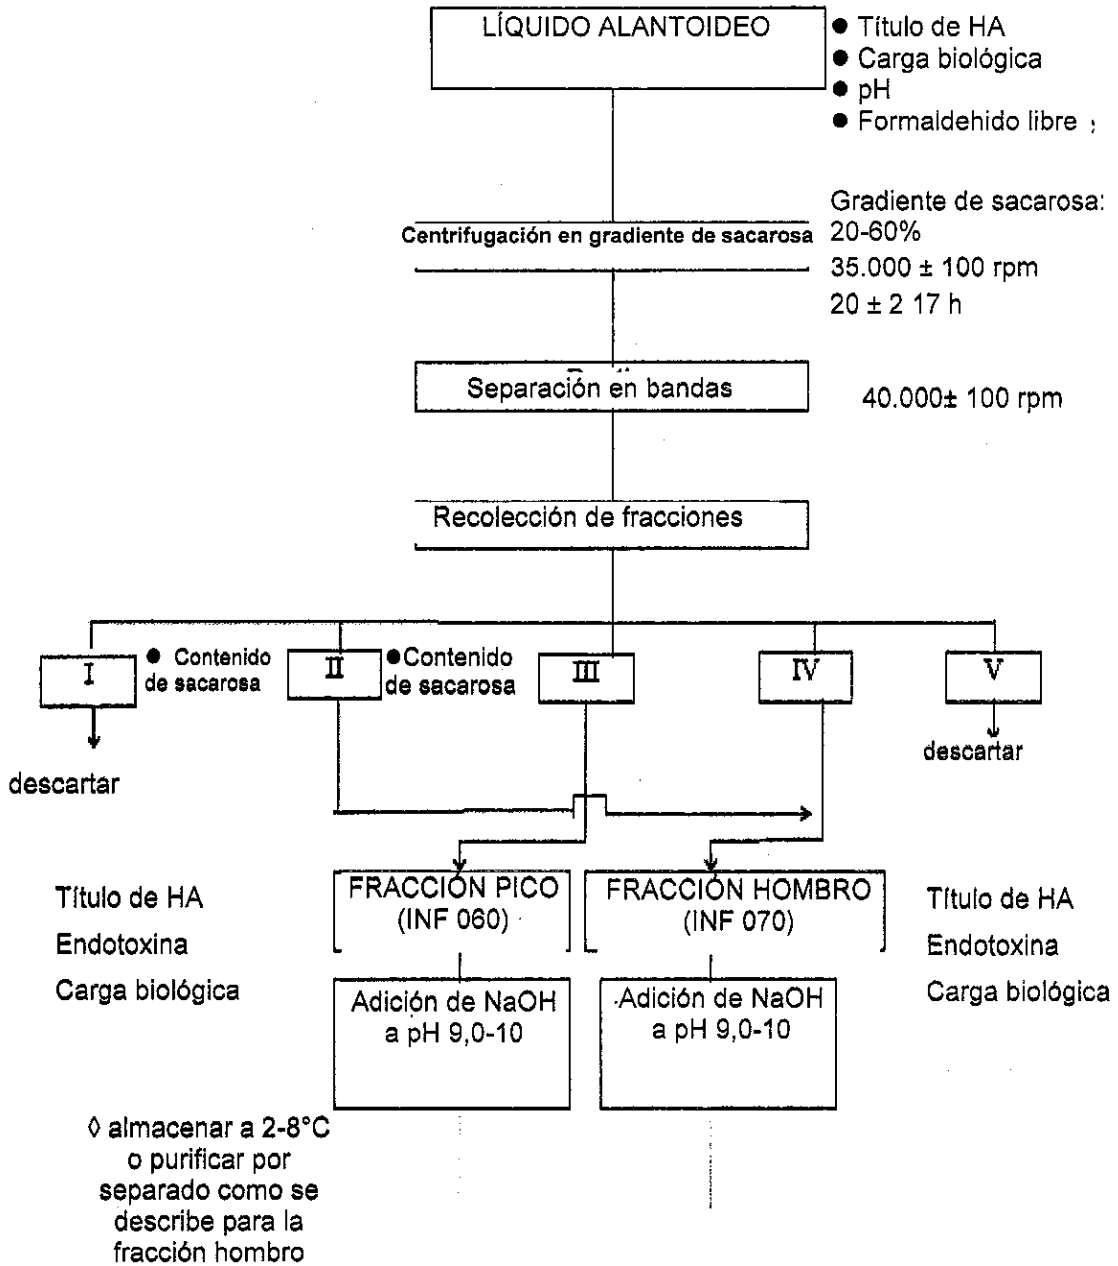 LÍQUIDO ALANTOIDEO
● Título de HA
● Carga biológica
● pH
● Formaldehido libre
Centrifugación en gradiente de sacarosa
Gradiente de sacarosa:
20-60%
35.000 ± 100 rpm
20 ± 2 17 h
Separación en bandas
40.000± 100 rpm
Recolección de fracciones
I
● Contenido
de sacarosa
II
●Contenido
de sacarosa
III
IV
V
descartar
descartar
Título de HA
Endotoxina
Carga biológica
FRACCIÓN PICO
(INF 060)
FRACCIÓN HOMBRO
(INF 070)
Título de HA
Endotoxina
Carga biológica
Adición de NaOH
a pH 9,0-10
Adición de NaOH
a pH 9,0-10
◊ almacenar a 2-8°C
o purificar por
separado como se
describe para la
fracción hombro